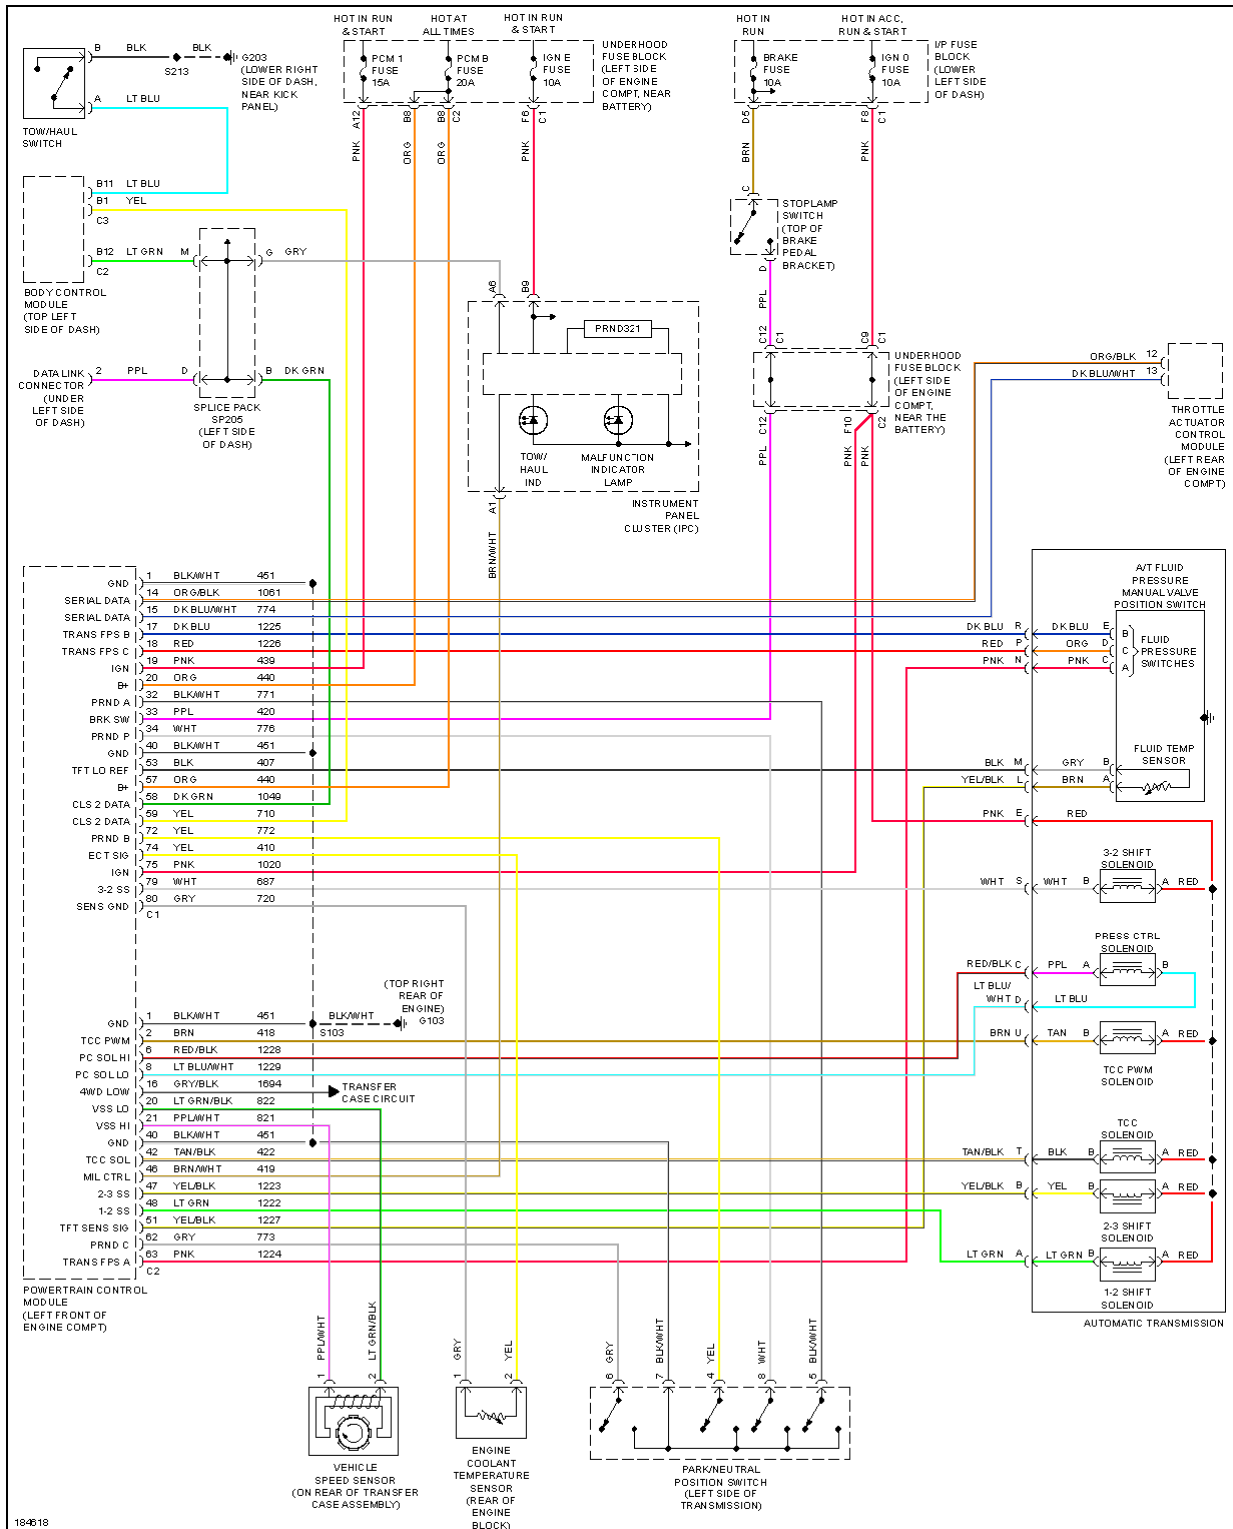 HOT IN RUN
& START
HOT AT
ALL TIMES
HOT IN RUN
& START
HOT IN
RUN
HOT IN ACC,
RUN & START
PCM 1
FUSE
15A
PCM B
FUSE
20A
IGN E
FUSE
10A
UNDERHOOD
FUSE BLOCK
(LEFT SIDE
OF ENGINE
COMPT, NEAR
BATTERY)
BRAKE
FUSE
10A
IGN 0
FUSE
10A
I/P FUSE
BLOCK
(LOWER
LEFT SIDE
OF DASH)
B BLK BLK
S213
G203
(LOWER RIGHT
SIDE OF DASH,
NEAR KICK
PANEL)
A LT BLU
TOW/HAUL
SWITCH
A12 B8 B8 C2 F6 C1 D5 F8 C1
PNK ORG ORG PNK BRN PNK
B11 LT BLU
B1 YEL
C3
B12 LT GRN M G GRY
C2
BODY CONTROL
MODULE
(TOP LEFT
SIDE OF DASH)
C
STOPLAMP
SWITCH
(TOP OF
BRAKE
PEDAL
BRACKET)
D
PPL
A6 B9
PRND321
C12 C1 C9 C1
UNDERHOOD
FUSE BLOCK
(LEFT SIDE
OF ENGINE
COMPT,
NEAR THE
BATTERY)
C12 F10 C2
PPL PNK PNK
ORG/BLK 12
DK BLU/WHT 13
THROTTLE
ACTUATOR
CONTROL
MODULE
(LEFT REAR
OF ENGINE
COMPT)
DATA LINK
CONNECTOR
(UNDER
LEFT SIDE
OF DASH)
2 PPL D B DK GRN
SPLICE PACK
SP205
(LEFT SIDE
OF DASH)
TOW/
HAUL
IND
MALFUNCTION
INDICATOR
LAMP
A1
INSTRUMENT
PANEL
CLUSTER (IPC)
BRN/WHT
GND 1 BLK/WHT 451
SERIAL DATA 14 ORG/BLK 1061
SERIAL DATA 15 DK BLU/WHT 774
TRANS FPS B 17 DK BLU 1225
TRANS FPS C 18 RED 1226
IGN 19 PNK 439
B+ 20 ORG 440
PRND A 32 BLK/WHT 771
BRK SW 33 PPL 420
PRND P 34 WHT 776
GND 40 BLK/WHT 451
TFT LO REF 53 BLK 407
B+ 57 ORG 440
CLS 2 DATA 58 DK GRN 1049
CLS 2 DATA 59 YEL 710
PRND B 72 YEL 772
ECT SIG 74 YEL 410
IGN 75 PNK 1020
3-2 SS 79 WHT 687
SENS GND 80 GRY 720
C1
A/T FLUID
PRESSURE
MANUAL VALVE
POSITION SWITCH
DK BLU R DK BLU E B
RED P ORG D C
PNK N PNK C A
FLUID
PRESSURE
SWITCHES
FLUID TEMP
SENSOR
BLK M GRY B
YEL/BLK L BRN A
PNK E RED
3-2 SHIFT
SOLENOID
WHT S WHT B A RED
PRESS CTRL
SOLENOID
RED/BLK C PPL A B
LT BLU/
WHT D LT BLU
BRN U TAN B A RED
TCC PWM
SOLENOID
TCC
SOLENOID
TAN/BLK T BLK B A RED
YEL/BLK B YEL B A RED
2-3 SHIFT
SOLENOID
LT GRN A LT GRN B A RED
1-2 SHIFT
SOLENOID
AUTOMATIC TRANSMISSION
(TOP RIGHT
REAR OF
ENGINE)
G103
GND 1 BLK/WHT 451 BLK/WHT
S103
TCC PWM 2 BRN 418
PC SOL HI 6 RED/BLK 1228
PC SOL LO 8 LT BLU/WHT 1229
4WD LOW 16 GRY/BLK 1694
TRANSFER
CASE CIRCUIT
VSS LO 20 LT GRN/BLK 822
VSS HI 21 PPL/WHT 821
GND 40 BLK/WHT 451
TCC SOL 42 TAN/BLK 422
MIL CTRL 46 BRN/WHT 419
2-3 SS 47 YEL/BLK 1223
1-2 SS 48 LT GRN 1222
TFT SENS SIG 51 YEL/BLK 1227
PRND C 62 GRY 773
TRANS FPS A 63 PNK 1224
C2
POWERTRAIN CONTROL
MODULE
(LEFT FRONT OF
ENGINE COMPT)
PPL/WHT LT GRN/BLK GRY YEL GRY BLK/WHT YEL WHT BLK/WHT
1 2 1 2 6 7 4 8 5
VEHICLE
SPEED SENSOR
(ON REAR OF TRANSFER
CASE ASSEMBLY)
ENGINE
COOLANT
TEMPERATURE
SENSOR
(REAR OF
ENGINE
BLOCK)
PARK/NEUTRAL
POSITION SWITCH
(LEFT SIDE OF
TRANSMISSION)
184618